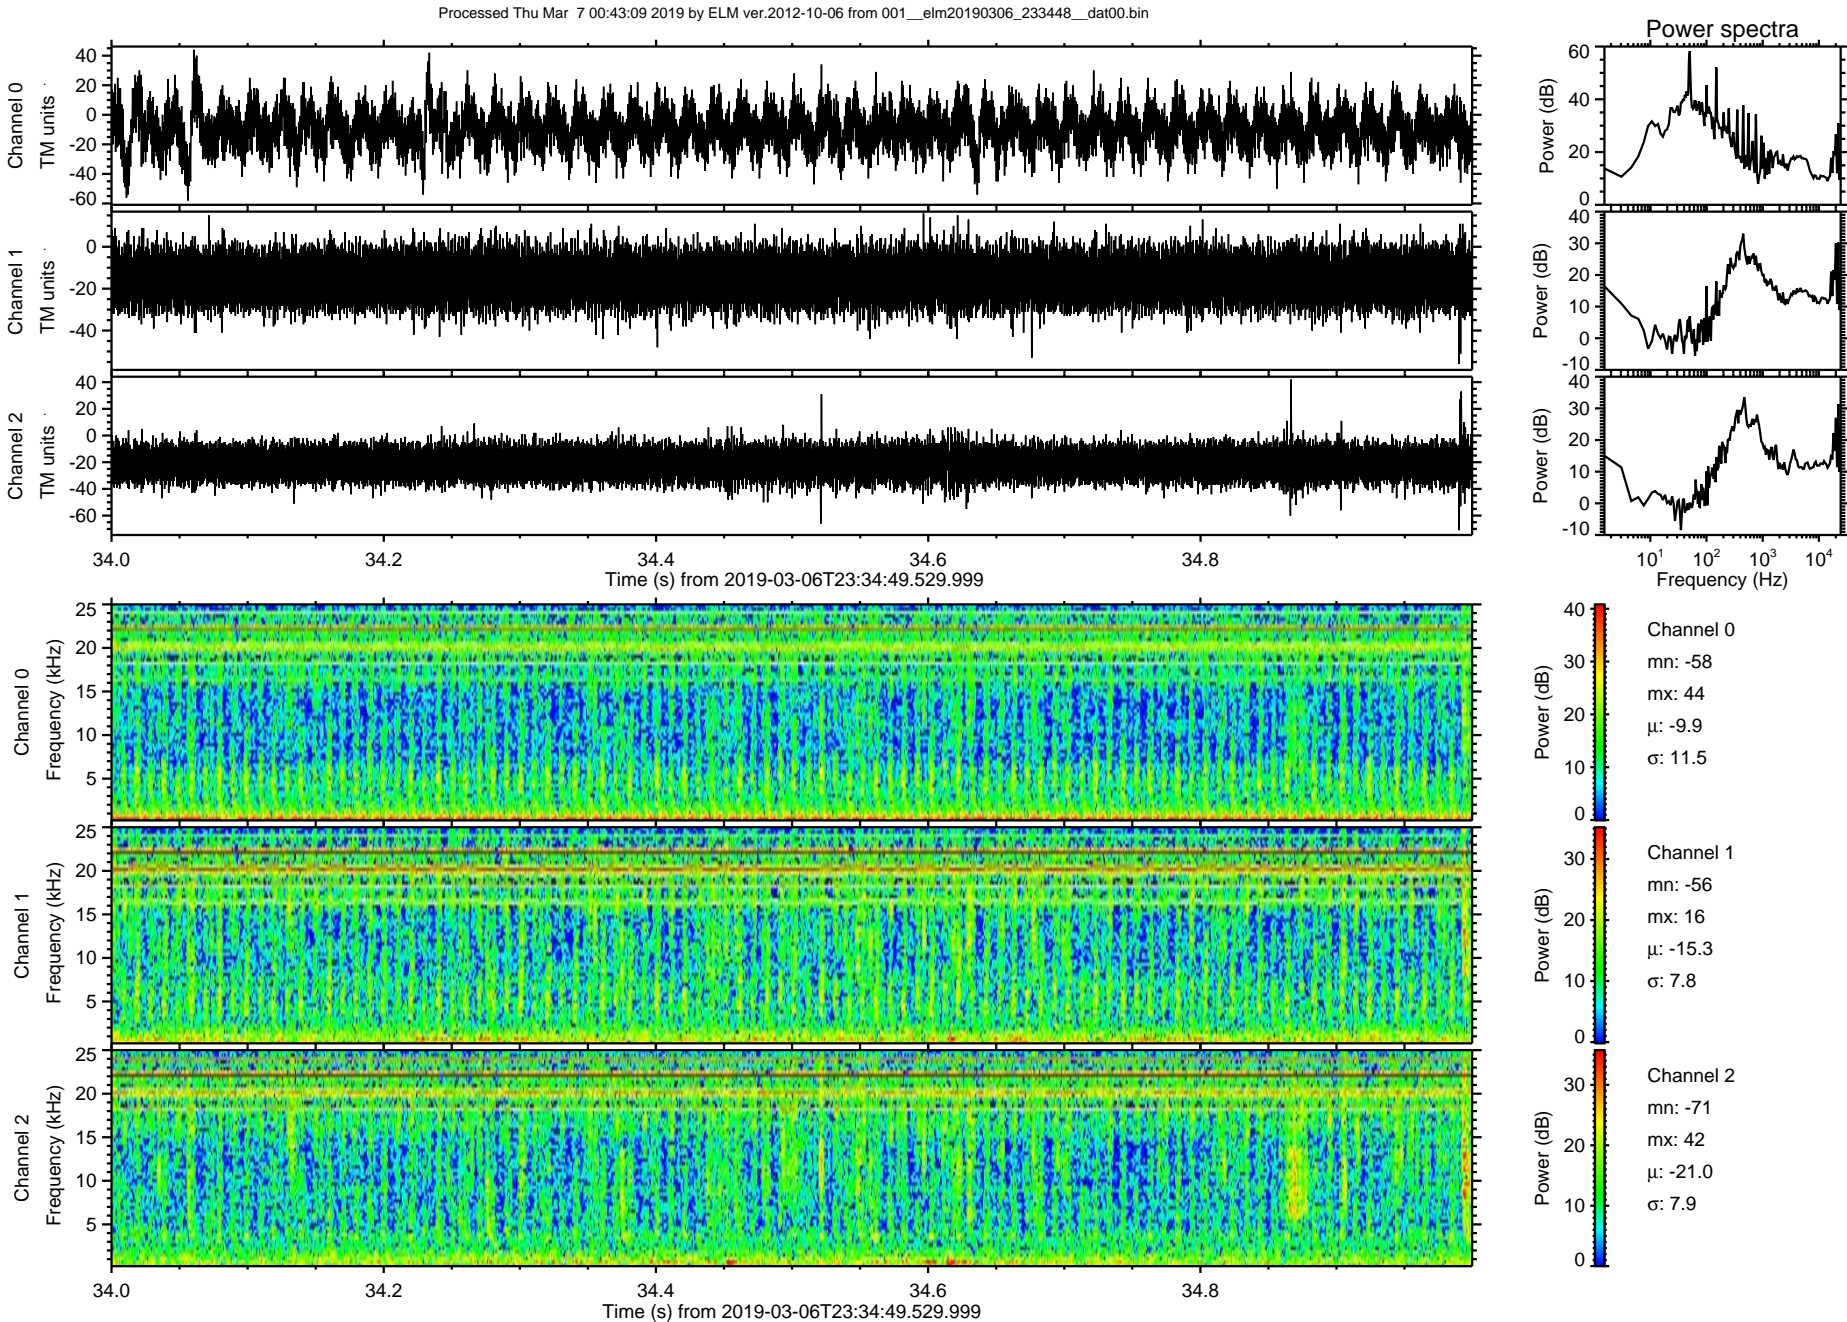 Processed Thu Mar  7 00:43:09 2019 by ELM ver.2012-10-06 from 001__elm20190306_233448__dat00.bin
Power spectra
Channel 0
TM units
40
20
0
-20
-40
-60
Power (dB)
60
40
20
0
Channel 1
TM units
0
-20
-40
Power (dB)
40
30
20
10
0
-10
Channel 2
TM units
40
20
0
-20
-40
-60
Power (dB)
40
30
20
10
0
-10
34.0 34.2 34.4 34.6 34.8
Time (s) from 2019-03-06T23:34:49.529.999
10^1 10^2 10^3 10^4
Frequency (Hz)
Channel 0
Frequency (kHz)
25
20
15
10
5
Power (dB)
40
30
20
10
0
Channel 0
mn: -58
mx: 44
μ: -9.9
σ: 11.5
Channel 1
Frequency (kHz)
25
20
15
10
5
Power (dB)
30
20
10
0
Channel 1
mn: -56
mx: 16
μ: -15.3
σ: 7.8
Channel 2
Frequency (kHz)
25
20
15
10
5
Power (dB)
30
20
10
0
Channel 2
mn: -71
mx: 42
μ: -21.0
σ: 7.9
34.0 34.2 34.4 34.6 34.8
Time (s) from 2019-03-06T23:34:49.529.999